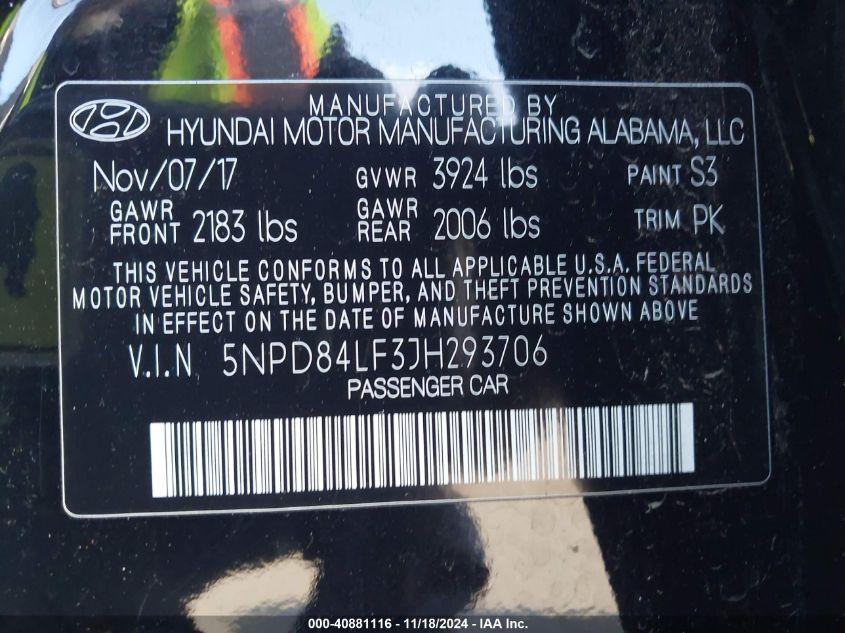 MANUFACTURED BY
HYUNDAI MOTOR MANUFACTURING ALABAMA, LLC
Nov/07/17 GVWR 3924 lbs PAINT S3
GAWR FRONT 2183 lbs GAWR REAR 2006 lbs TRIM PK
THIS VEHICLE CONFORMS TO ALL APPLICABLE U.S.A. FEDERAL
MOTOR VEHICLE SAFETY, BUMPER, AND THEFT PREVENTION STANDARDS
IN EFFECT ON THE DATE OF MANUFACTURE SHOWN ABOVE
V.I.N 5NPD84LF3JH293706
PASSENGER CAR
000-40881116 - 11/18/2024 - IAA Inc.